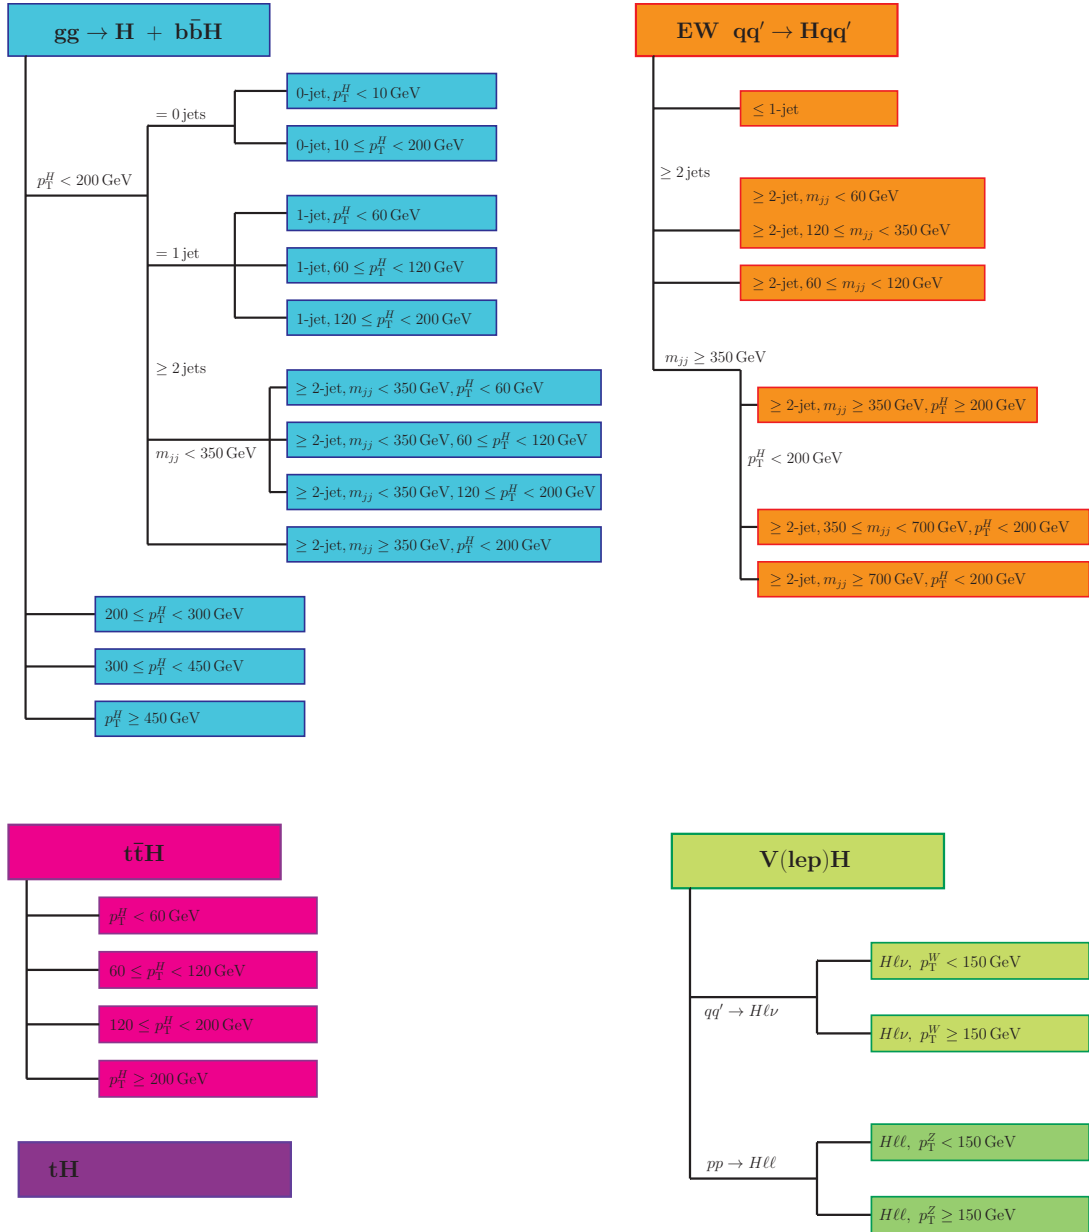 gg → H + bb̄H
= 0 jets
0-jet, p_T^H < 10 GeV
0-jet, 10 ≤ p_T^H < 200 GeV
p_T^H < 200 GeV
1-jet, p_T^H < 60 GeV
= 1 jet
1-jet, 60 ≤ p_T^H < 120 GeV
1-jet, 120 ≤ p_T^H < 200 GeV
≥ 2 jets
≥ 2-jet, m_jj < 350 GeV, p_T^H < 60 GeV
m_jj < 350 GeV
≥ 2-jet, m_jj < 350 GeV, 60 ≤ p_T^H < 120 GeV
≥ 2-jet, m_jj < 350 GeV, 120 ≤ p_T^H < 200 GeV
≥ 2-jet, m_jj ≥ 350 GeV, p_T^H < 200 GeV
200 ≤ p_T^H < 300 GeV
300 ≤ p_T^H < 450 GeV
p_T^H ≥ 450 GeV
EW qq′ → Hqq′
≤ 1-jet
≥ 2 jets
≥ 2-jet, m_jj < 60 GeV
≥ 2-jet, 120 ≤ m_jj < 350 GeV
≥ 2-jet, 60 ≤ m_jj < 120 GeV
m_jj ≥ 350 GeV
≥ 2-jet, m_jj ≥ 350 GeV, p_T^H ≥ 200 GeV
p_T^H < 200 GeV
≥ 2-jet, 350 ≤ m_jj < 700 GeV, p_T^H < 200 GeV
≥ 2-jet, m_jj ≥ 700 GeV, p_T^H < 200 GeV
tt̄H
p_T^H < 60 GeV
60 ≤ p_T^H < 120 GeV
120 ≤ p_T^H < 200 GeV
p_T^H ≥ 200 GeV
tH
V(lep)H
qq′ → Hℓν
Hℓν, p_T^W < 150 GeV
Hℓν, p_T^W ≥ 150 GeV
pp → Hℓℓ
Hℓℓ, p_T^Z < 150 GeV
Hℓℓ, p_T^Z ≥ 150 GeV